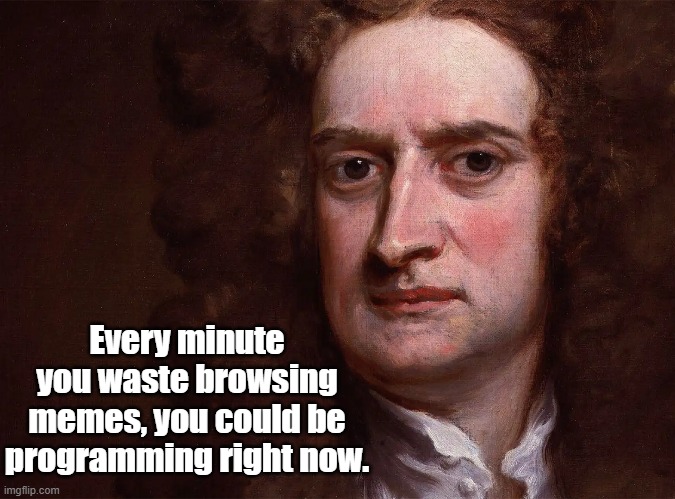 Every minute
you waste browsing
memes, you could be
programming right now.
imgflip.com